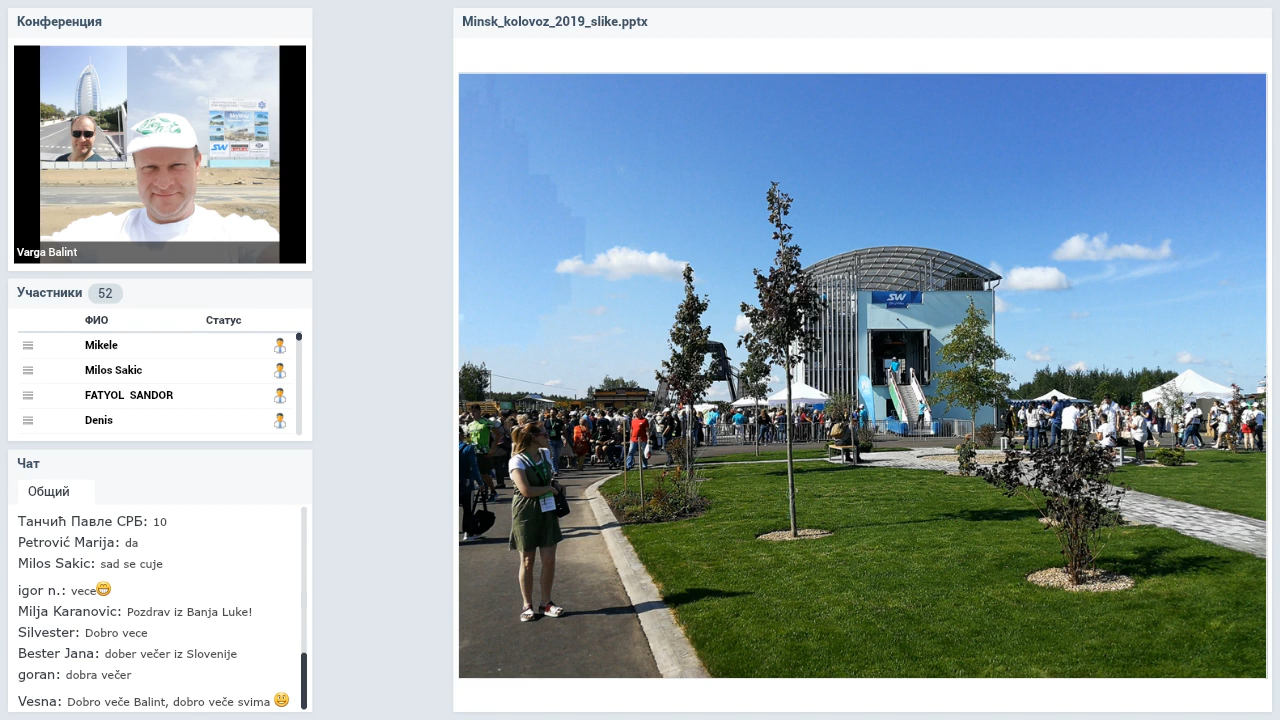 Конференция
SkyWay
SW
Varga Balint
Участники 52
ФИО Статус
Mikele
Milos Sakic
FATYOL SANDOR
Denis
Чат
Общий
Танчић Павле СРБ: 10
Petrović Marija: da
Milos Sakic: sad se cuje
igor n.: vece😁
Milja Karanovic: Pozdrav iz Banja Luke!
Silvester: Dobro vece
Bester Jana: dober večer iz Slovenije
goran: dobra večer
Vesna: Dobro veče Balint, dobro veče svima 😀
Minsk_kolovoz_2019_slike.pptx
SW